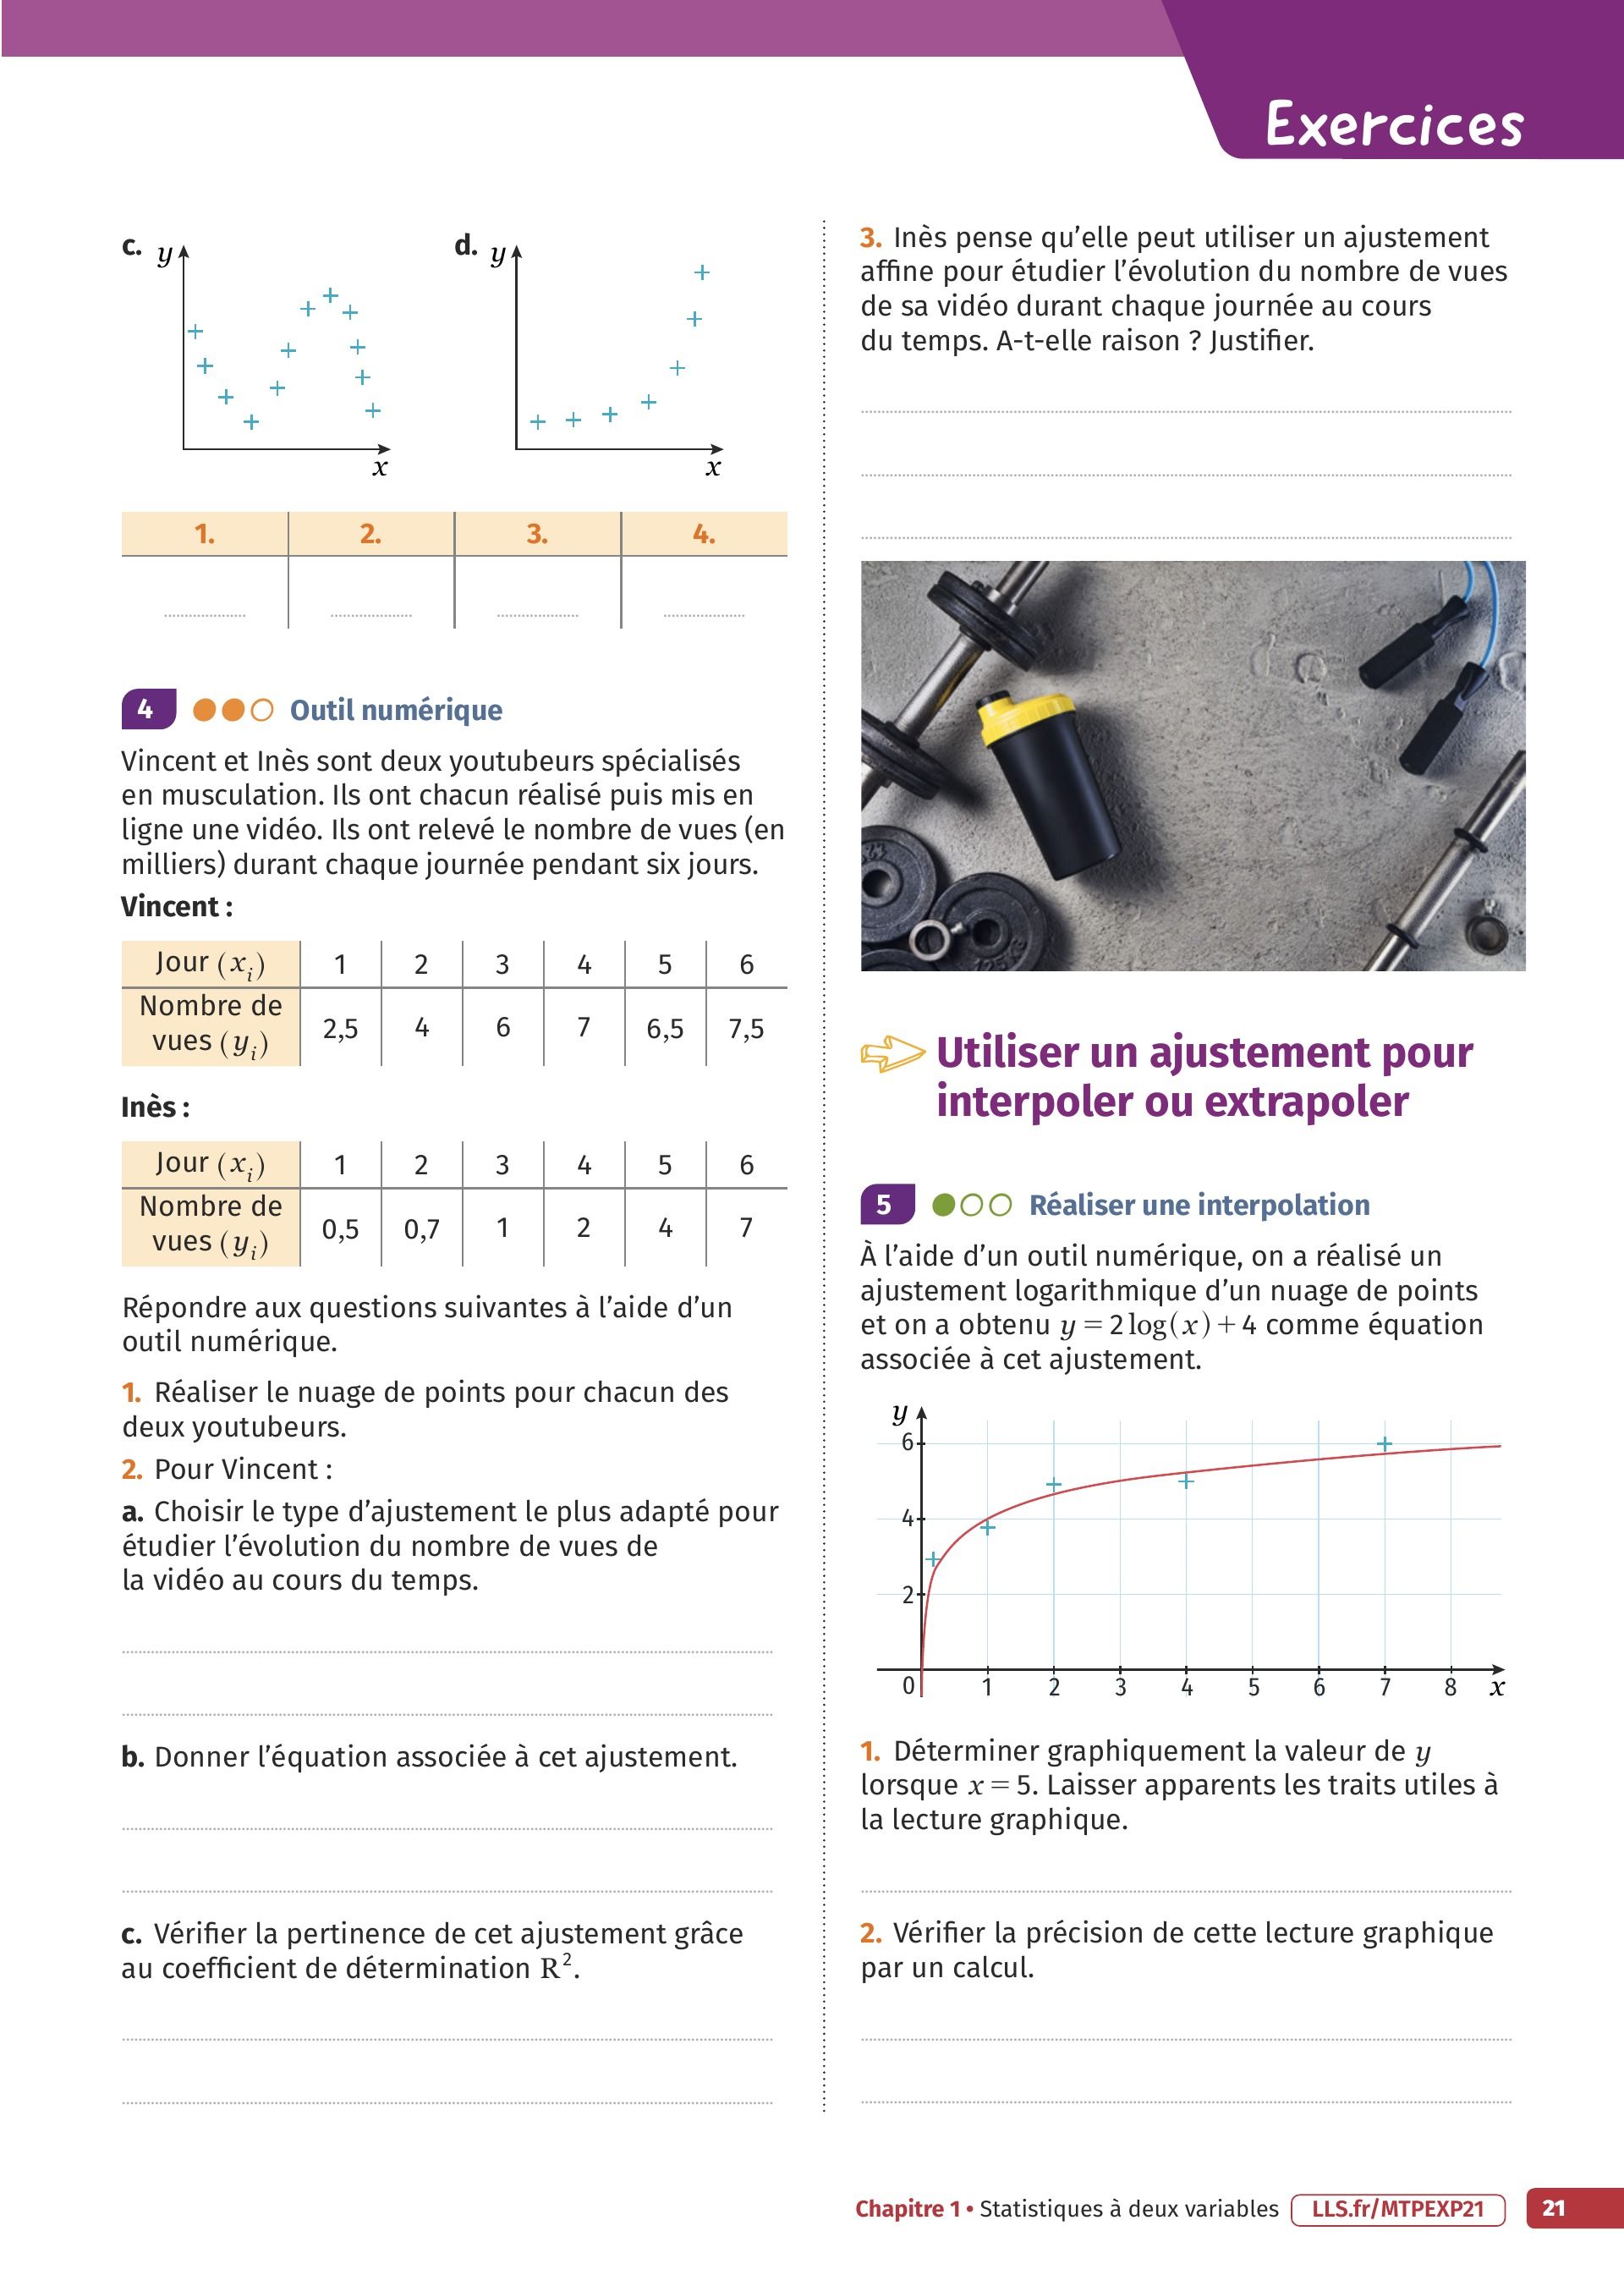 Exercices
c. y
x
d. y
x
1. 2. 3. 4.
4 Outil numérique
Vincent et Inès sont deux youtubeurs spécialisés
en musculation. Ils ont chacun réalisé puis mis en
ligne une vidéo. Ils ont relevé le nombre de vues (en
milliers) durant chaque journée pendant six jours.
Vincent :
Jour (xᵢ) 1 2 3 4 5 6
Nombre de
vues (yᵢ) 2,5 4 6 7 6,5 7,5
Inès :
Jour (xᵢ) 1 2 3 4 5 6
Nombre de
vues (yᵢ) 0,5 0,7 1 2 4 7
Répondre aux questions suivantes à l’aide d’un
outil numérique.
1. Réaliser le nuage de points pour chacun des
deux youtubeurs.
2. Pour Vincent :
a. Choisir le type d’ajustement le plus adapté pour
étudier l’évolution du nombre de vues de
la vidéo au cours du temps.
b. Donner l’équation associée à cet ajustement.
c. Vérifier la pertinence de cet ajustement grâce
au coefficient de détermination R².
3. Inès pense qu’elle peut utiliser un ajustement
affine pour étudier l’évolution du nombre de vues
de sa vidéo durant chaque journée au cours
du temps. A-t-elle raison ? Justifier.
Utiliser un ajustement pour
interpoler ou extrapoler
5 Réaliser une interpolation
À l’aide d’un outil numérique, on a réalisé un
ajustement logarithmique d’un nuage de points
et on a obtenu y = 2 log(x) + 4 comme équation
associée à cet ajustement.
y
6
4
2
0 1 2 3 4 5 6 7 8 x
1. Déterminer graphiquement la valeur de y
lorsque x = 5. Laisser apparents les traits utiles à
la lecture graphique.
2. Vérifier la précision de cette lecture graphique
par un calcul.
Chapitre 1 • Statistiques à deux variables LLS.fr/MTPEXP21 21